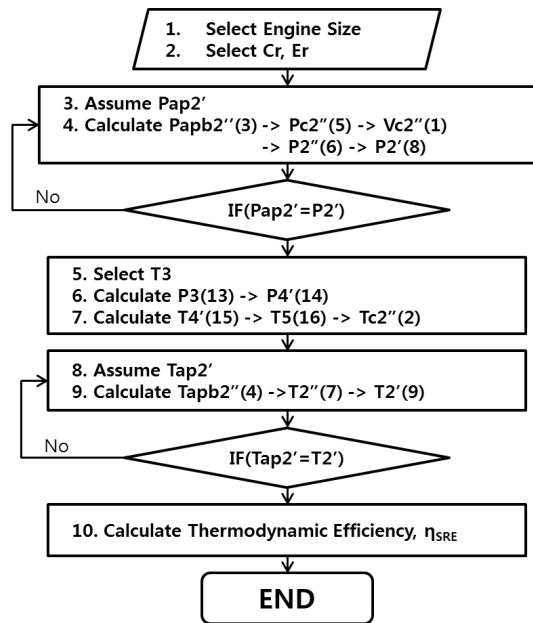 1. Select Engine Size
2. Select Cr, Er
3. Assume Pap2'
4. Calculate Papb2''(3) -> Pc2"(5) -> Vc2"(1)
-> P2"(6) -> P2'(8)
No
IF(Pap2'=P2')
5. Select T3
6. Calculate P3(13) -> P4'(14)
7. Calculate T4'(15) -> T5(16) -> Tc2"(2)
8. Assume Tap2'
9. Calculate Tapb2"(4) ->T2"(7) -> T2'(9)
No
IF(Tap2'=T2')
10. Calculate Thermodynamic Efficiency, ηSRE
END